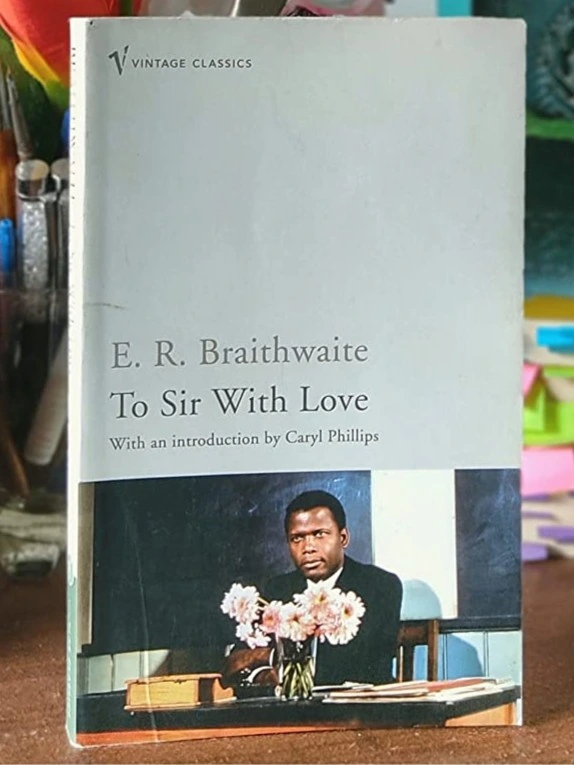 VINTAGE CLASSICS
E. R. Braithwaite
To Sir With Love
With an introduction by Caryl Phillips